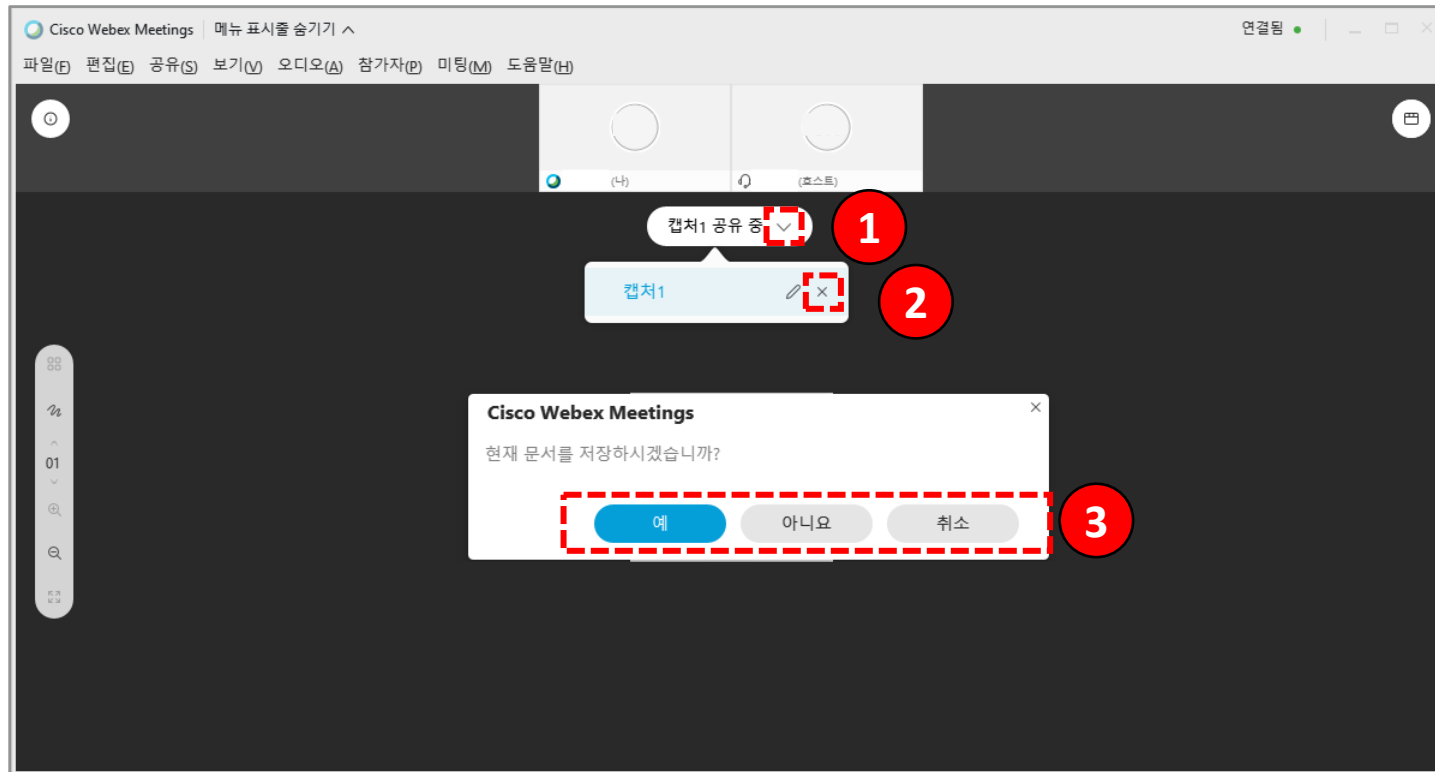 Cisco Webex Meetings 메뉴 표시줄 숨기기 연결됨
파일(F) 편집(E) 공유(S) 보기(V) 오디오(A) 참가자(P) 미팅(M) 도움말(H)
(나) (호스트)
캡처1 공유 중
1
캡처1
2
01
Cisco Webex Meetings
현재 문서를 저장하시겠습니까?
예 아니요 취소
3